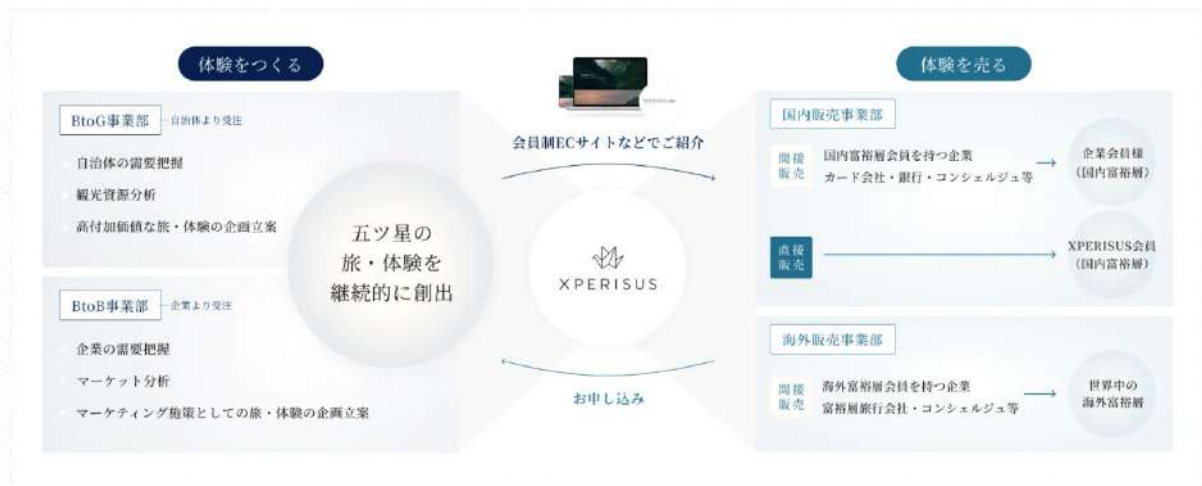 体験をつくる
BtoG事業部
自治体より受注
自治体の需要把握
観光資源分析
高付加価値な旅・体験の企画立案
BtoB事業部
企業より受注
企業の需要把握
マーケット分析
マーケティング施策としての旅・体験の企画立案
五ツ星の
旅・体験を
継続的に創出
会員制ECサイトなどでご紹介
XPERISUS
お申し込み
体験を売る
国内販売事業部
間接
販売
国内富裕層会員を持つ企業
カード会社・銀行・コンシェルジュ等
企業会員様
(国内富裕層)
直接
販売
XPERISUS会員
(国内富裕層)
海外販売事業部
間接
販売
海外富裕層会員を持つ企業
富裕層旅行会社・コンシェルジュ等
世界中の
海外富裕層